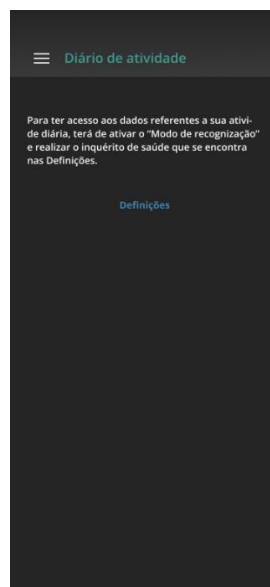 Diário de atividade
Para ter acesso aos dados referentes a sua ativi-
de diária, terá de ativar o “Modo de recognização”
e realizar o inquérito de saúde que se encontra
nas Definições.
Definições